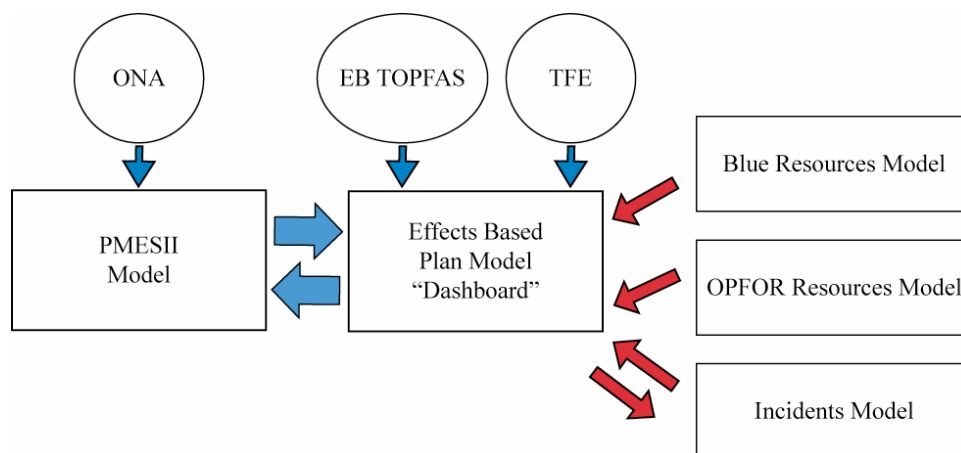 ONA
EB TOPFAS
TFE
PMESII
Model
Effects Based
Plan Model
“Dashboard”
Blue Resources Model
OPFOR Resources Model
Incidents Model